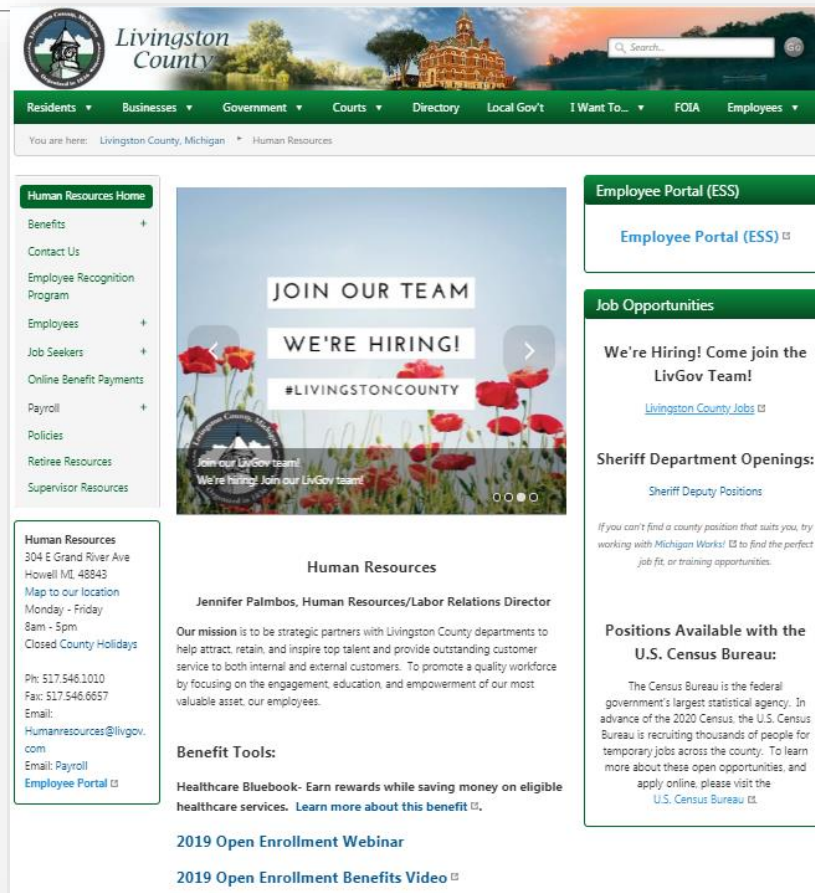 Livingston
County
Search...
Go
Residents ▾ Businesses ▾ Government ▾ Courts ▾ Directory Local Gov't I Want To... ▾ FOIA Employees ▾
You are here: Livingston County, Michigan Human Resources
Human Resources Home
Benefits +
Contact Us
Employee Recognition
Program
Employees +
Job Seekers +
Online Benefit Payments
Payroll +
Policies
Retiree Resources
Supervisor Resources
Human Resources
304 E Grand River Ave
Howell MI, 48843
Map to our location
Monday - Friday
8am - 5pm
Closed County Holidays
Ph: 517.546.1010
Fax: 517.546.6657
Email:
Humanresources@livgov.
com
Email: Payroll
Employee Portal
JOIN OUR TEAM
WE'RE HIRING!
#LIVINGSTONCOUNTY
Join our LivGov team!
We're hiring! Join our LivGov team!
Human Resources
Jennifer Palmbos, Human Resources/Labor Relations Director
Our mission is to be strategic partners with Livingston County departments to
help attract, retain, and inspire top talent and provide outstanding customer
service to both internal and external customers. To promote a quality workforce
by focusing on the engagement, education, and empowerment of our most
valuable asset, our employees.
Benefit Tools:
Healthcare Bluebook- Earn rewards while saving money on eligible
healthcare services. Learn more about this benefit.
2019 Open Enrollment Webinar
2019 Open Enrollment Benefits Video
Employee Portal (ESS)
Employee Portal (ESS)
Job Opportunities
We're Hiring! Come join the
LivGov Team!
Livingston County Jobs
Sheriff Department Openings:
Sheriff Deputy Positions
If you can't find a county position that suits you, try
working with Michigan Works! to find the perfect
job fit, or training opportunities.
Positions Available with the
U.S. Census Bureau:
The Census Bureau is the federal
government's largest statistical agency. In
advance of the 2020 Census, the U.S. Census
Bureau is recruiting thousands of people for
temporary jobs across the county. To learn
more about these open opportunities, and
apply online, please visit the
U.S. Census Bureau.